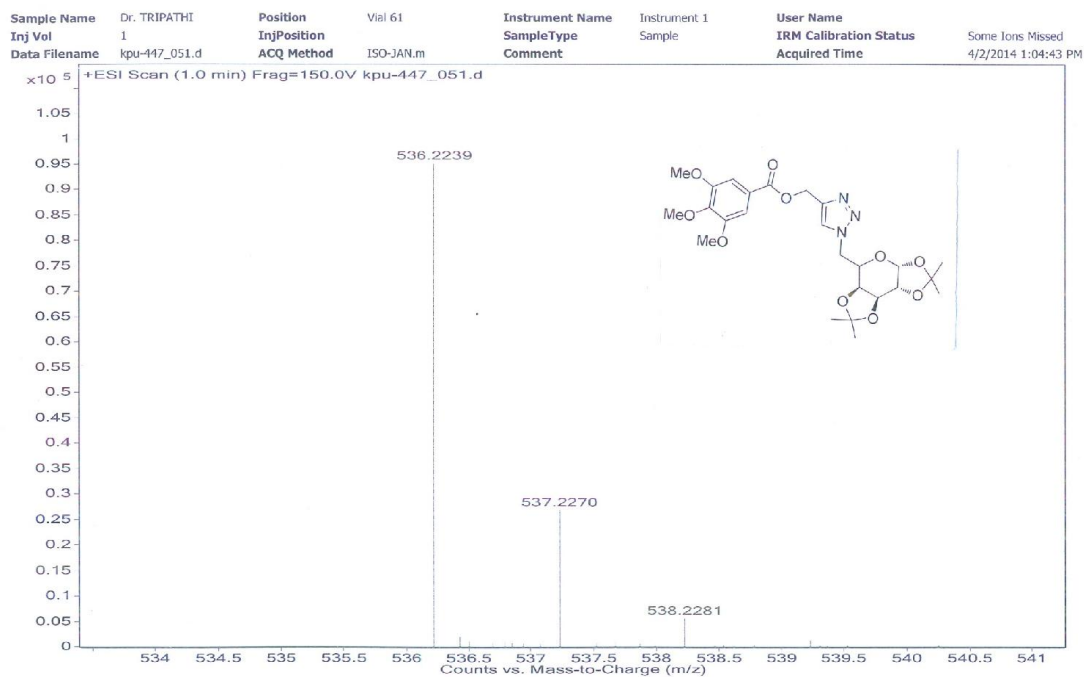 Sample Name Dr. TRIPATHI Position Vial 61 Instrument Name Instrument 1 User Name
Inj Vol 1 InjPosition SampleType Sample IRM Calibration Status Some Ions Missed
Data Filename kpu-447_051.d ACQ Method ISO-JAN.m Comment Acquired Time 4/2/2014 1:04:43 PM
x10 5 +ESI Scan (1.0 min) Frag=150.0V kpu-447_051.d
1.05
1
0.95
0.9
0.85
0.8
0.75
0.7
0.65
0.6
0.55
0.5
0.45
0.4
0.35
0.3
0.25
0.2
0.15
0.1
0.05
0
536.2239
537.2270
538.2281
MeO
O
O
N
N
MeO
N
MeO
O
O
O
O
O
534 534.5 535 535.5 536 536.5 537 537.5 538 538.5 539 539.5 540 540.5 541
Counts vs. Mass-to-Charge (m/z)